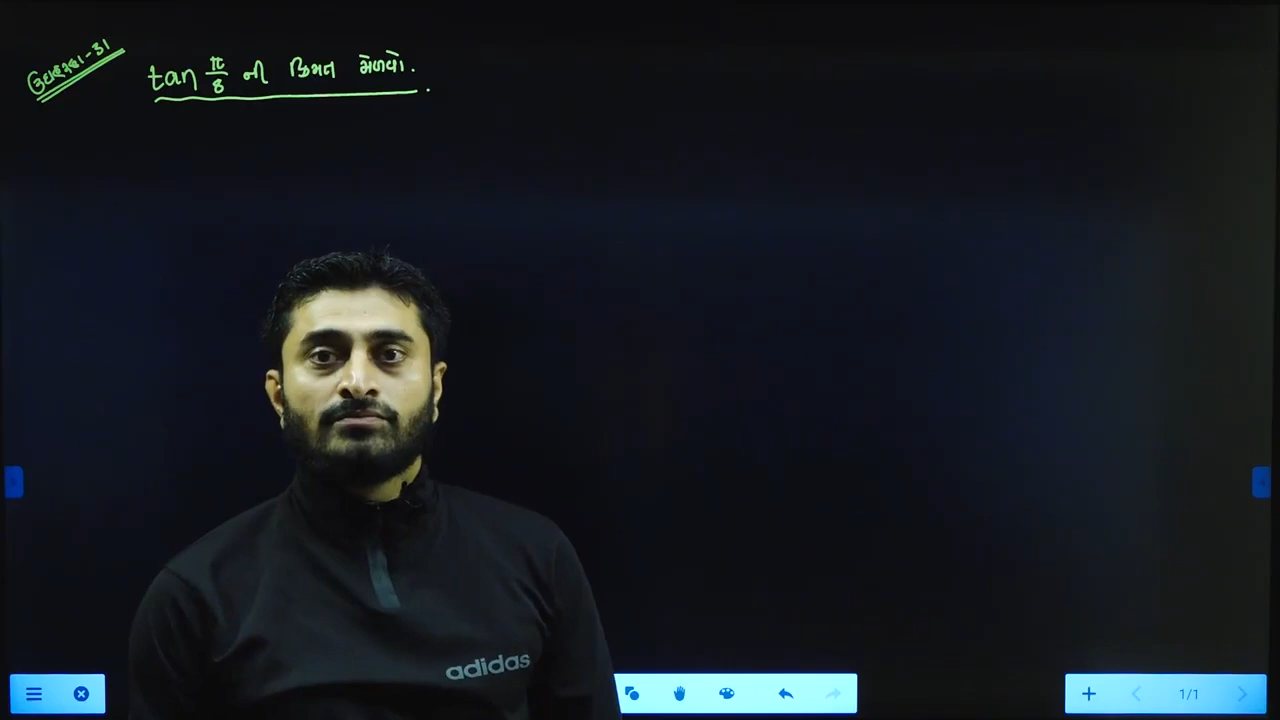 ઉદાહરણ-31
tan π/8 ની કિંમત મેળવો.
adidas
1/1